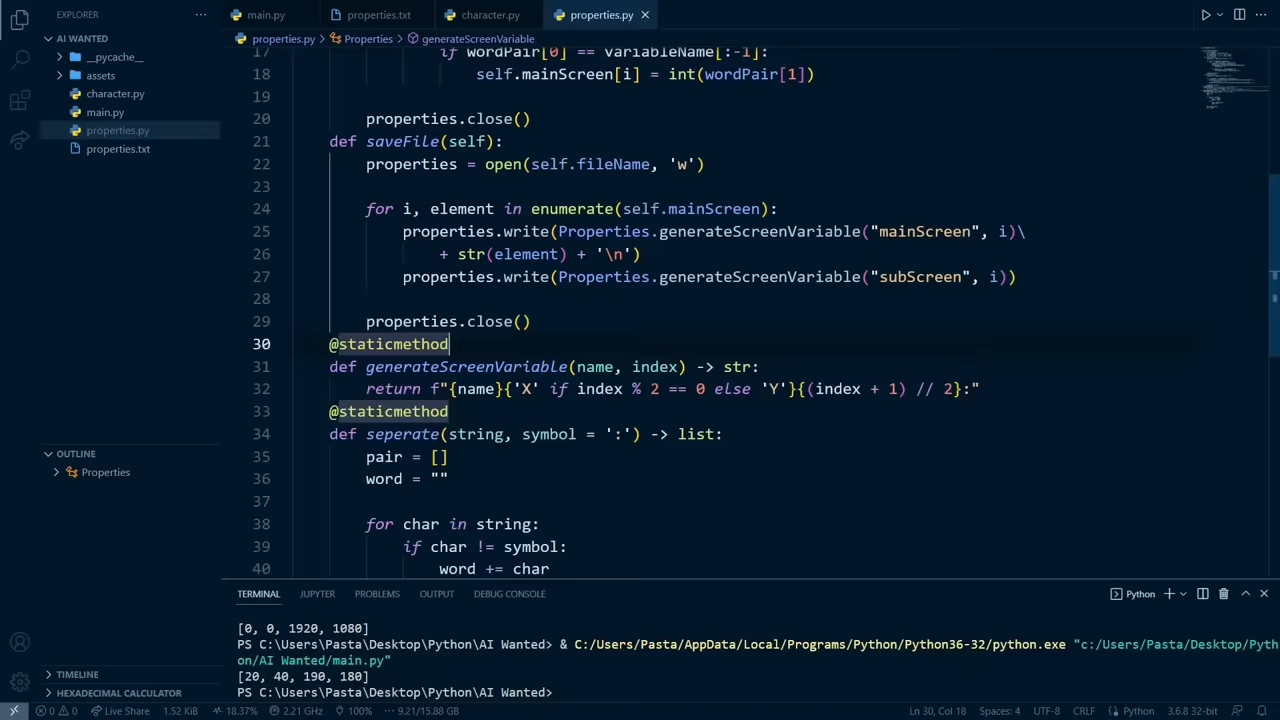 EXPLORER ···
main.py properties.txt character.py properties.py ×
AI WANTED
properties.py > Properties > generateScreenVariable
__pycache__
assets
character.py
main.py
properties.py
properties.txt
OUTLINE
Properties
TIMELINE
HEXADECIMAL CALCULATOR
17 if wordPair[0] == variableName[:-1]:
18 self.mainScreen[i] = int(wordPair[1])
19
20 properties.close()
21 def saveFile(self):
22 properties = open(self.fileName, 'w')
23
24 for i, element in enumerate(self.mainScreen):
25 properties.write(Properties.generateScreenVariable("mainScreen", i)\
26 + str(element) + '\n')
27 properties.write(Properties.generateScreenVariable("subScreen", i))
28
29 properties.close()
30 @staticmethod
31 def generateScreenVariable(name, index) -> str:
32 return f"{name}{'X' if index % 2 == 0 else 'Y'}{(index + 1) // 2}:"
33 @staticmethod
34 def seperate(string, symbol = ':') -> list:
35 pair = []
36 word = ""
37
38 for char in string:
39 if char != symbol:
40 word += char
TERMINAL JUPYTER PROBLEMS OUTPUT DEBUG CONSOLE Python
[0, 0, 1920, 1080]
PS C:\Users\Pasta\Desktop\Python\AI Wanted> & C:/Users/Pasta/AppData/Local/Programs/Python/Python36-32/python.exe "c:/Users/Pasta/Desktop/Pyth
on/AI Wanted/main.py"
[20, 40, 190, 180]
PS C:\Users\Pasta\Desktop\Python\AI Wanted>
0 0 Live Share 1.52 KiB 18.37% 2.21 GHz 100% ··· 9.21/15.88 GB Ln 30, Col 18 Spaces: 4 UTF-8 CRLF Python 3.6.8 32-bit